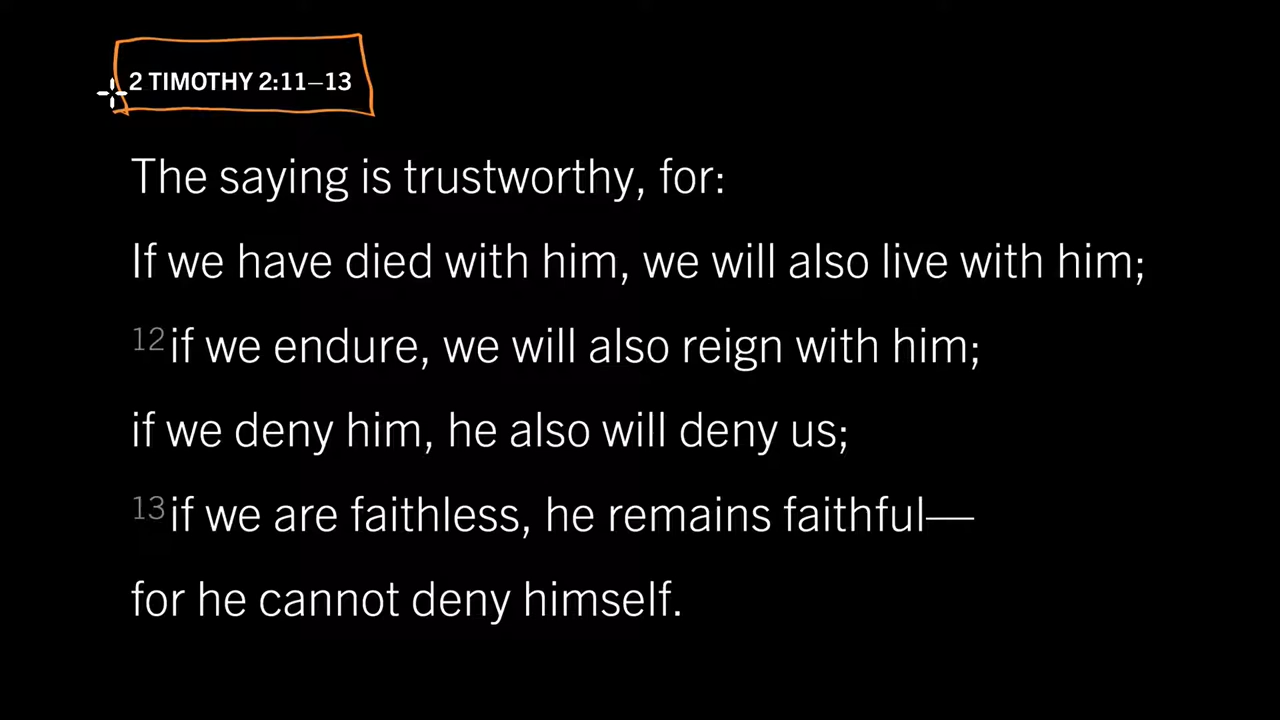 2 TIMOTHY 2:11–13
The saying is trustworthy, for:
If we have died with him, we will also live with him;
12 if we endure, we will also reign with him;
if we deny him, he also will deny us;
13 if we are faithless, he remains faithful—
for he cannot deny himself.